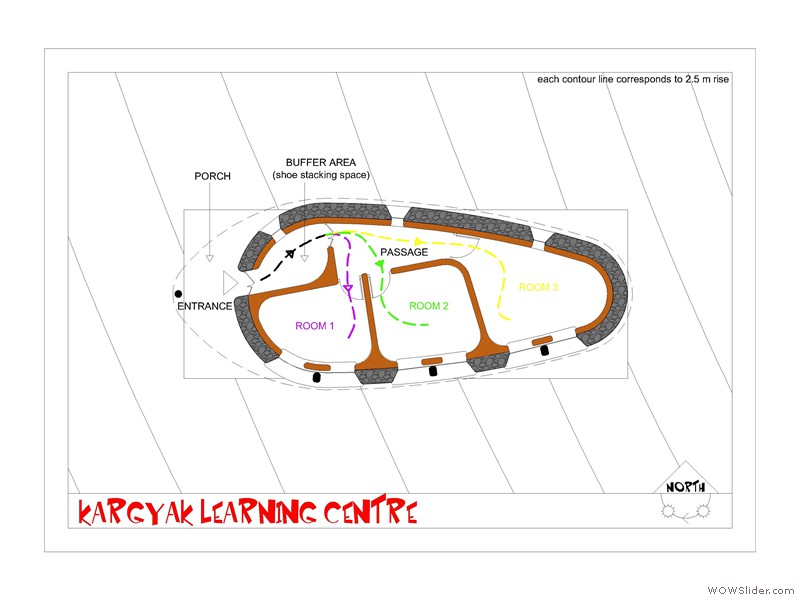 each contour line corresponds to 2.5 m rise
BUFFER AREA
(shoe stacking space)
PORCH
PASSAGE
ROOM 3
ENTRANCE
ROOM 2
ROOM 1
NORTH
KARGYAK LEARNING CENTRE
WOWSlider.com